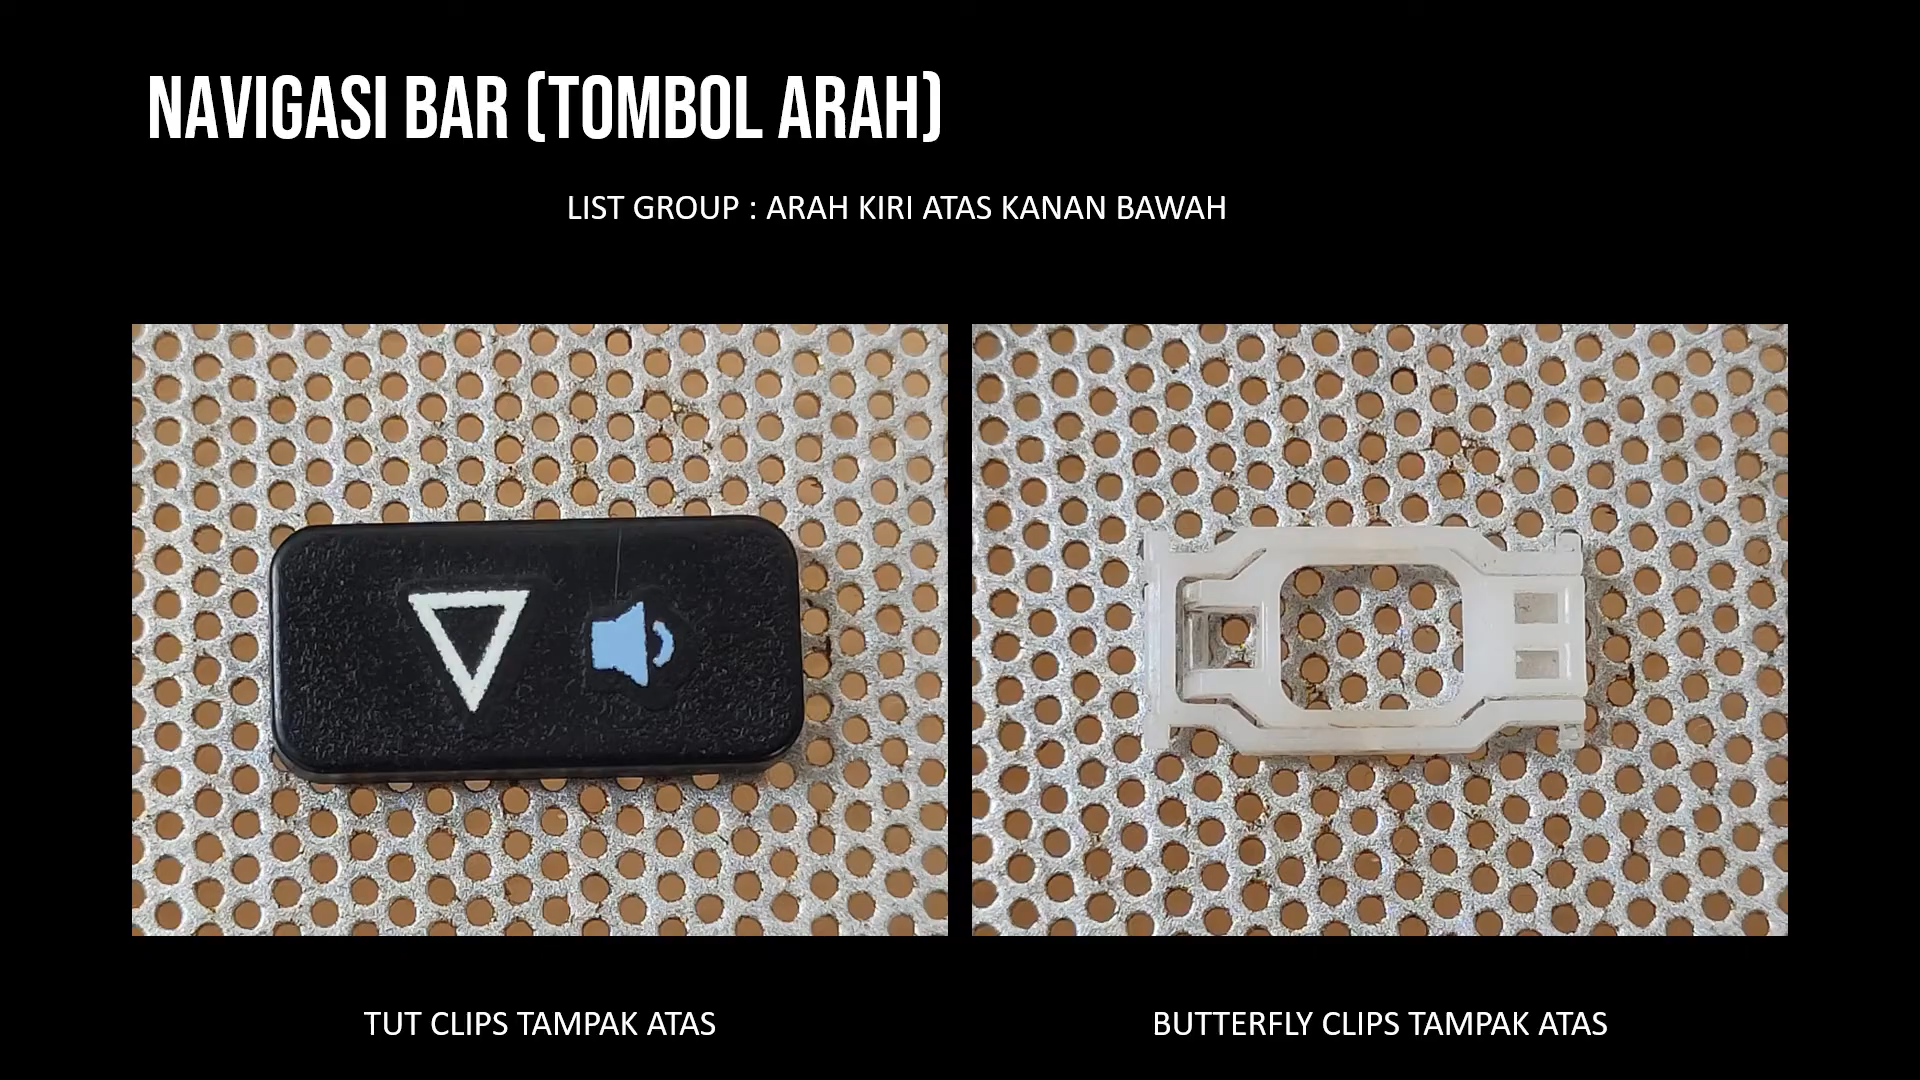 NAVIGASI BAR (TOMBOL ARAH)
LIST GROUP : ARAH KIRI ATAS KANAN BAWAH
TUT CLIPS TAMPAK ATAS
BUTTERFLY CLIPS TAMPAK ATAS